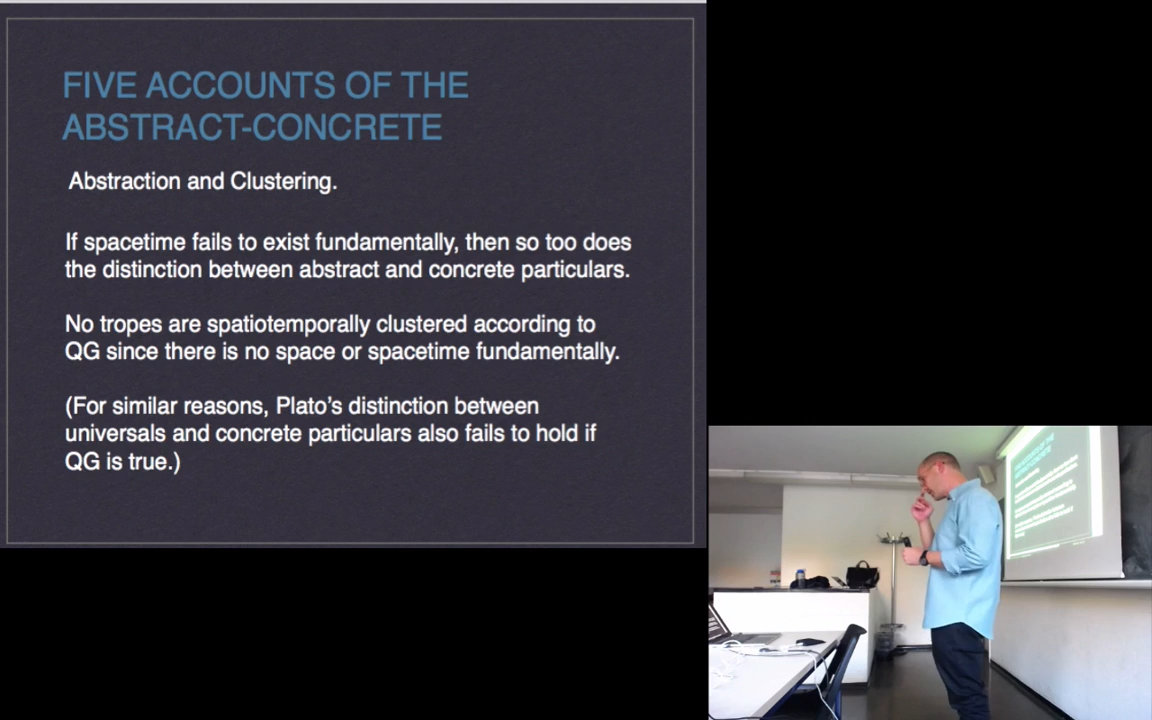 FIVE ACCOUNTS OF THE
ABSTRACT-CONCRETE
Abstraction and Clustering.
If spacetime fails to exist fundamentally, then so too does
the distinction between abstract and concrete particulars.
No tropes are spatiotemporally clustered according to
QG since there is no space or spacetime fundamentally.
(For similar reasons, Plato’s distinction between
universals and concrete particulars also fails to hold if
QG is true.)